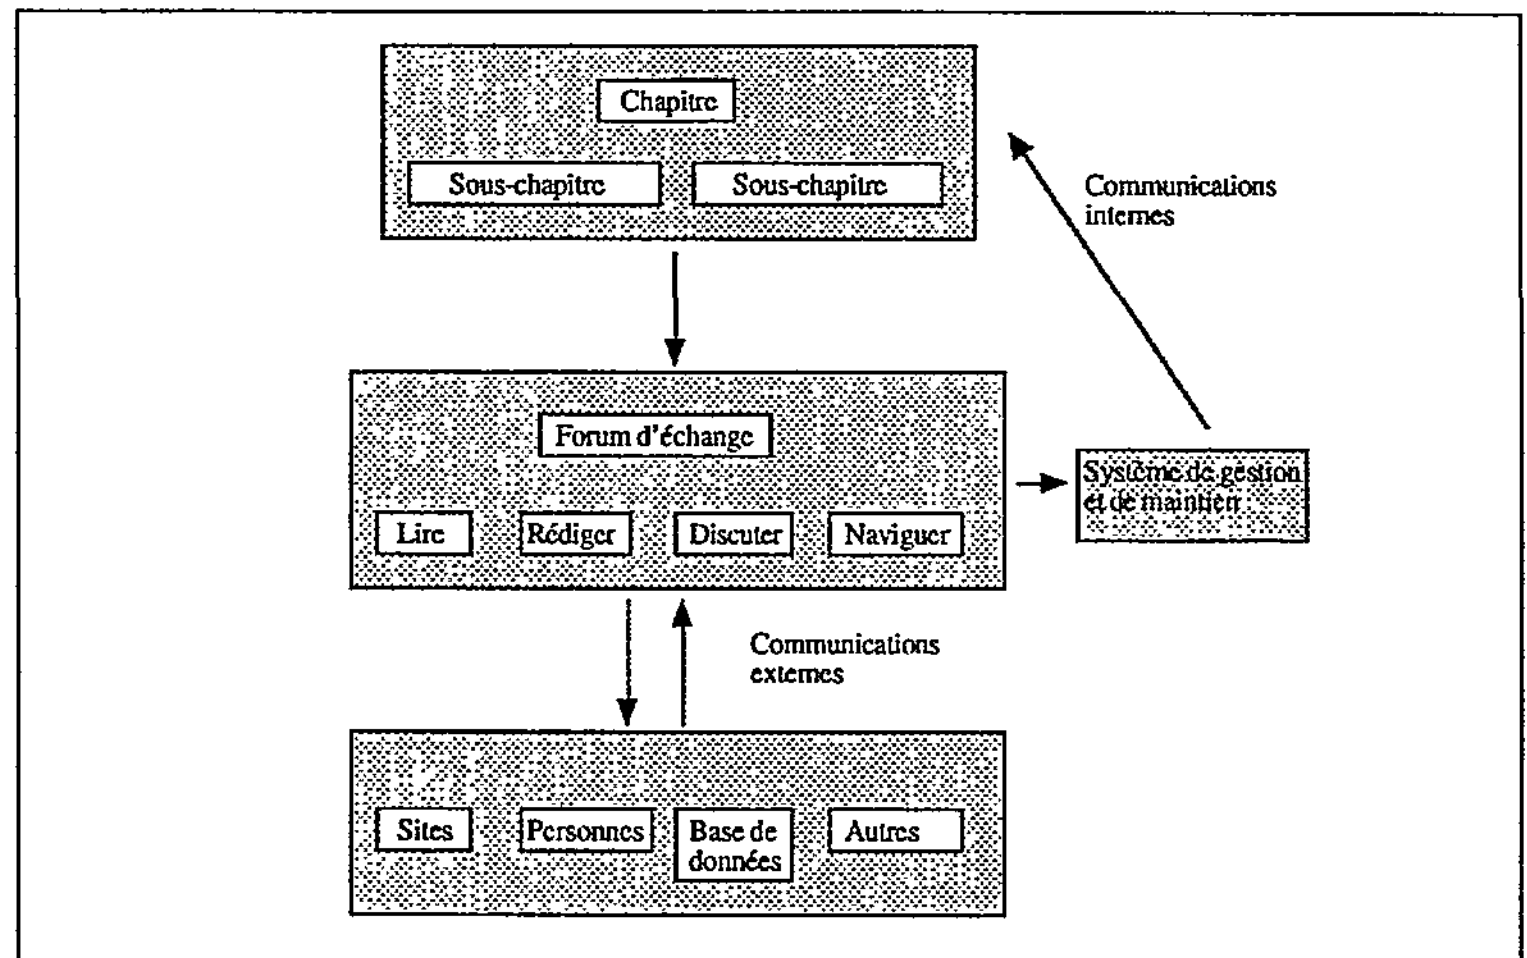 Chapitre
Sous-chapitre
Sous-chapitre
Communications
internes
Forum d'échange
Lire
Rédiger
Discuter
Naviguer
Système de gestion
et de maintien
Communications
externes
Sites
Personnes
Base de
données
Autres